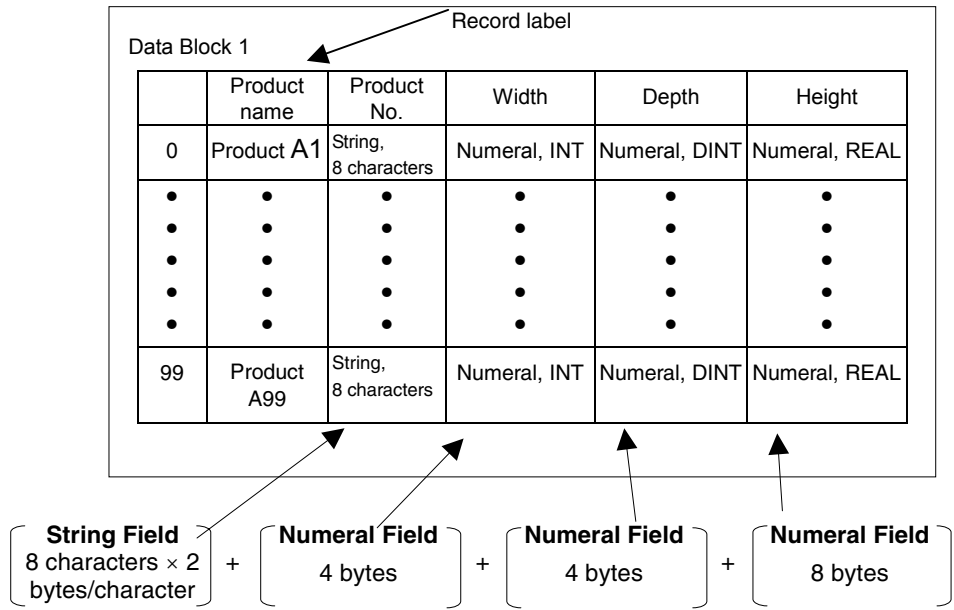 Record label
Data Block 1
Product name Product No. Width Depth Height
0 Product A1 String, 8 characters Numeral, INT Numeral, DINT Numeral, REAL
• • • • • •
• • • • • •
• • • • • •
• • • • • •
• • • • • •
99 Product A99 String, 8 characters Numeral, INT Numeral, DINT Numeral, REAL
String Field
8 characters × 2
bytes/character
+
Numeral Field
4 bytes
+
Numeral Field
4 bytes
+
Numeral Field
8 bytes